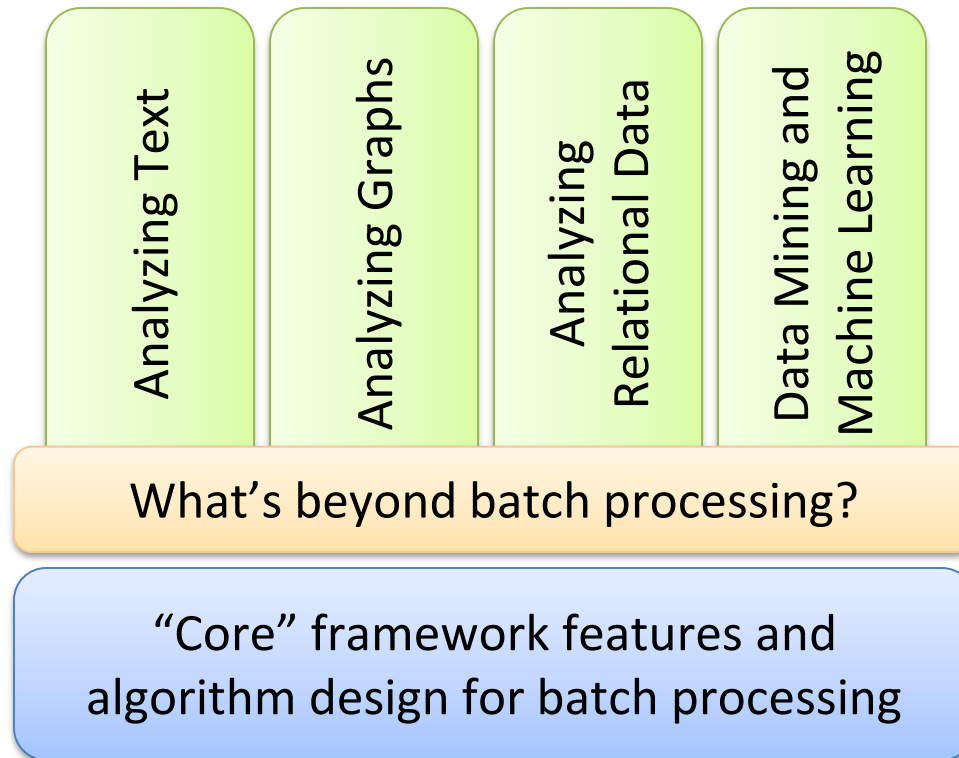 Analyzing Text
Analyzing Graphs
Analyzing
Relational Data
Data Mining and
Machine Learning
What’s beyond batch processing?
“Core” framework features and
algorithm design for batch processing